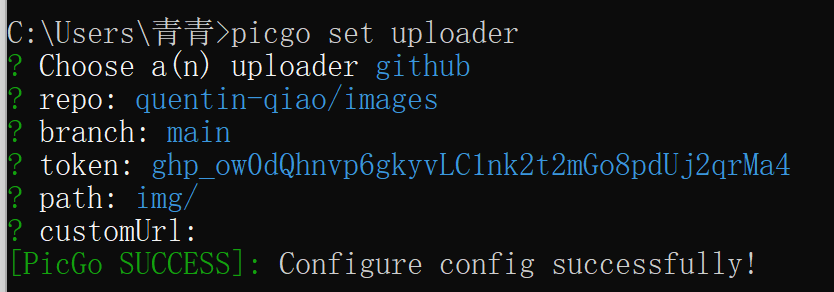 C:\Users\青青>picgo set uploader
? Choose a(n) uploader github
? repo: quentin-qiao/images
? branch: main
? token: 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
? path: img/
? customUrl:
[PicGo SUCCESS]: Configure config successfully!